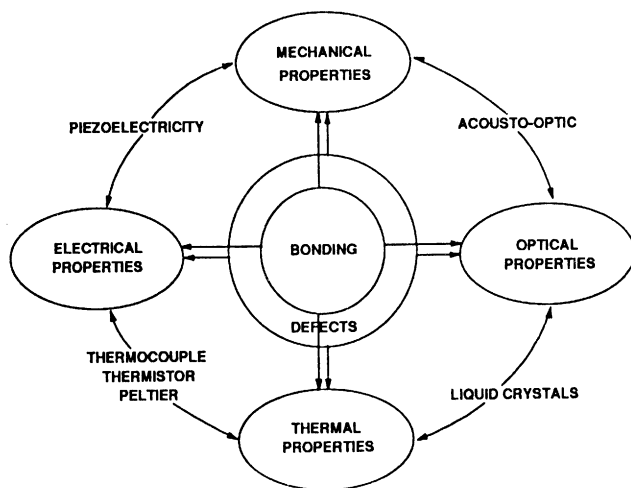 MECHANICAL
PROPERTIES
PIEZOELECTRICITY
ACOUSTO-OPTIC
ELECTRICAL
PROPERTIES
BONDING
OPTICAL
PROPERTIES
DEFECTS
THERMOCOUPLE
THERMISTOR
PELTIER
LIQUID CRYSTALS
THERMAL
PROPERTIES